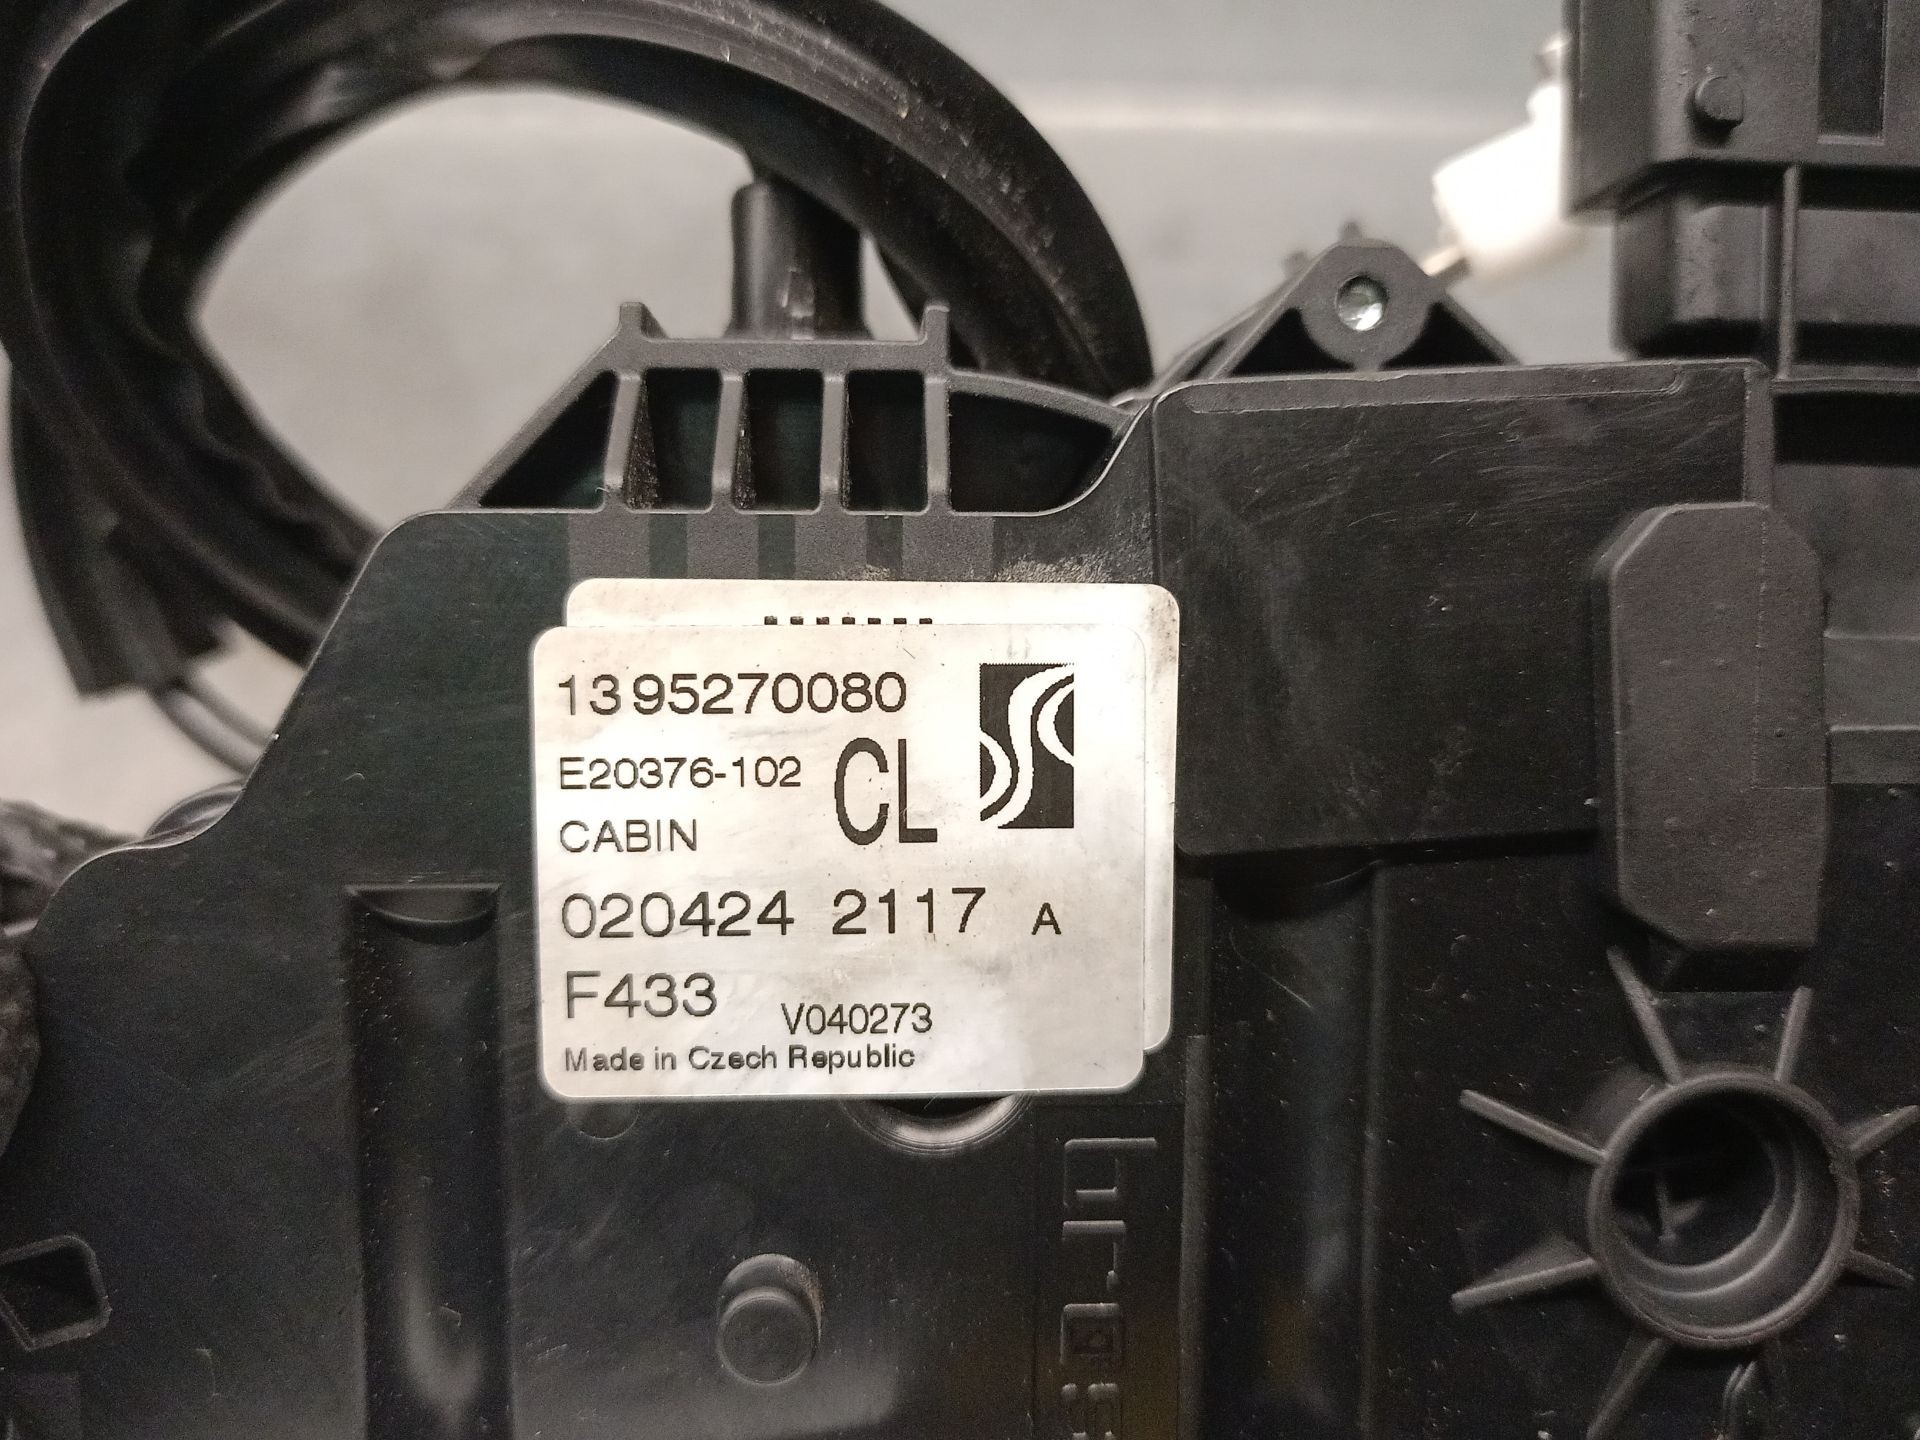 1395270080
E20376-102
CL
CABIN
020424 2117 A
F433
V040273
Made in Czech Republic